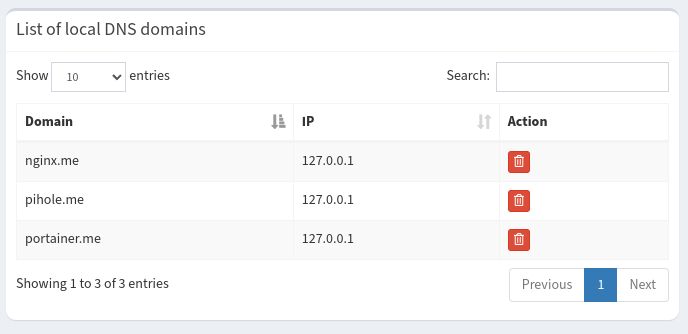 List of local DNS domains
Show 10 entries Search:
Domain IP Action
nginx.me 127.0.0.1
pihole.me 127.0.0.1
portainer.me 127.0.0.1
Showing 1 to 3 of 3 entries Previous 1 Next